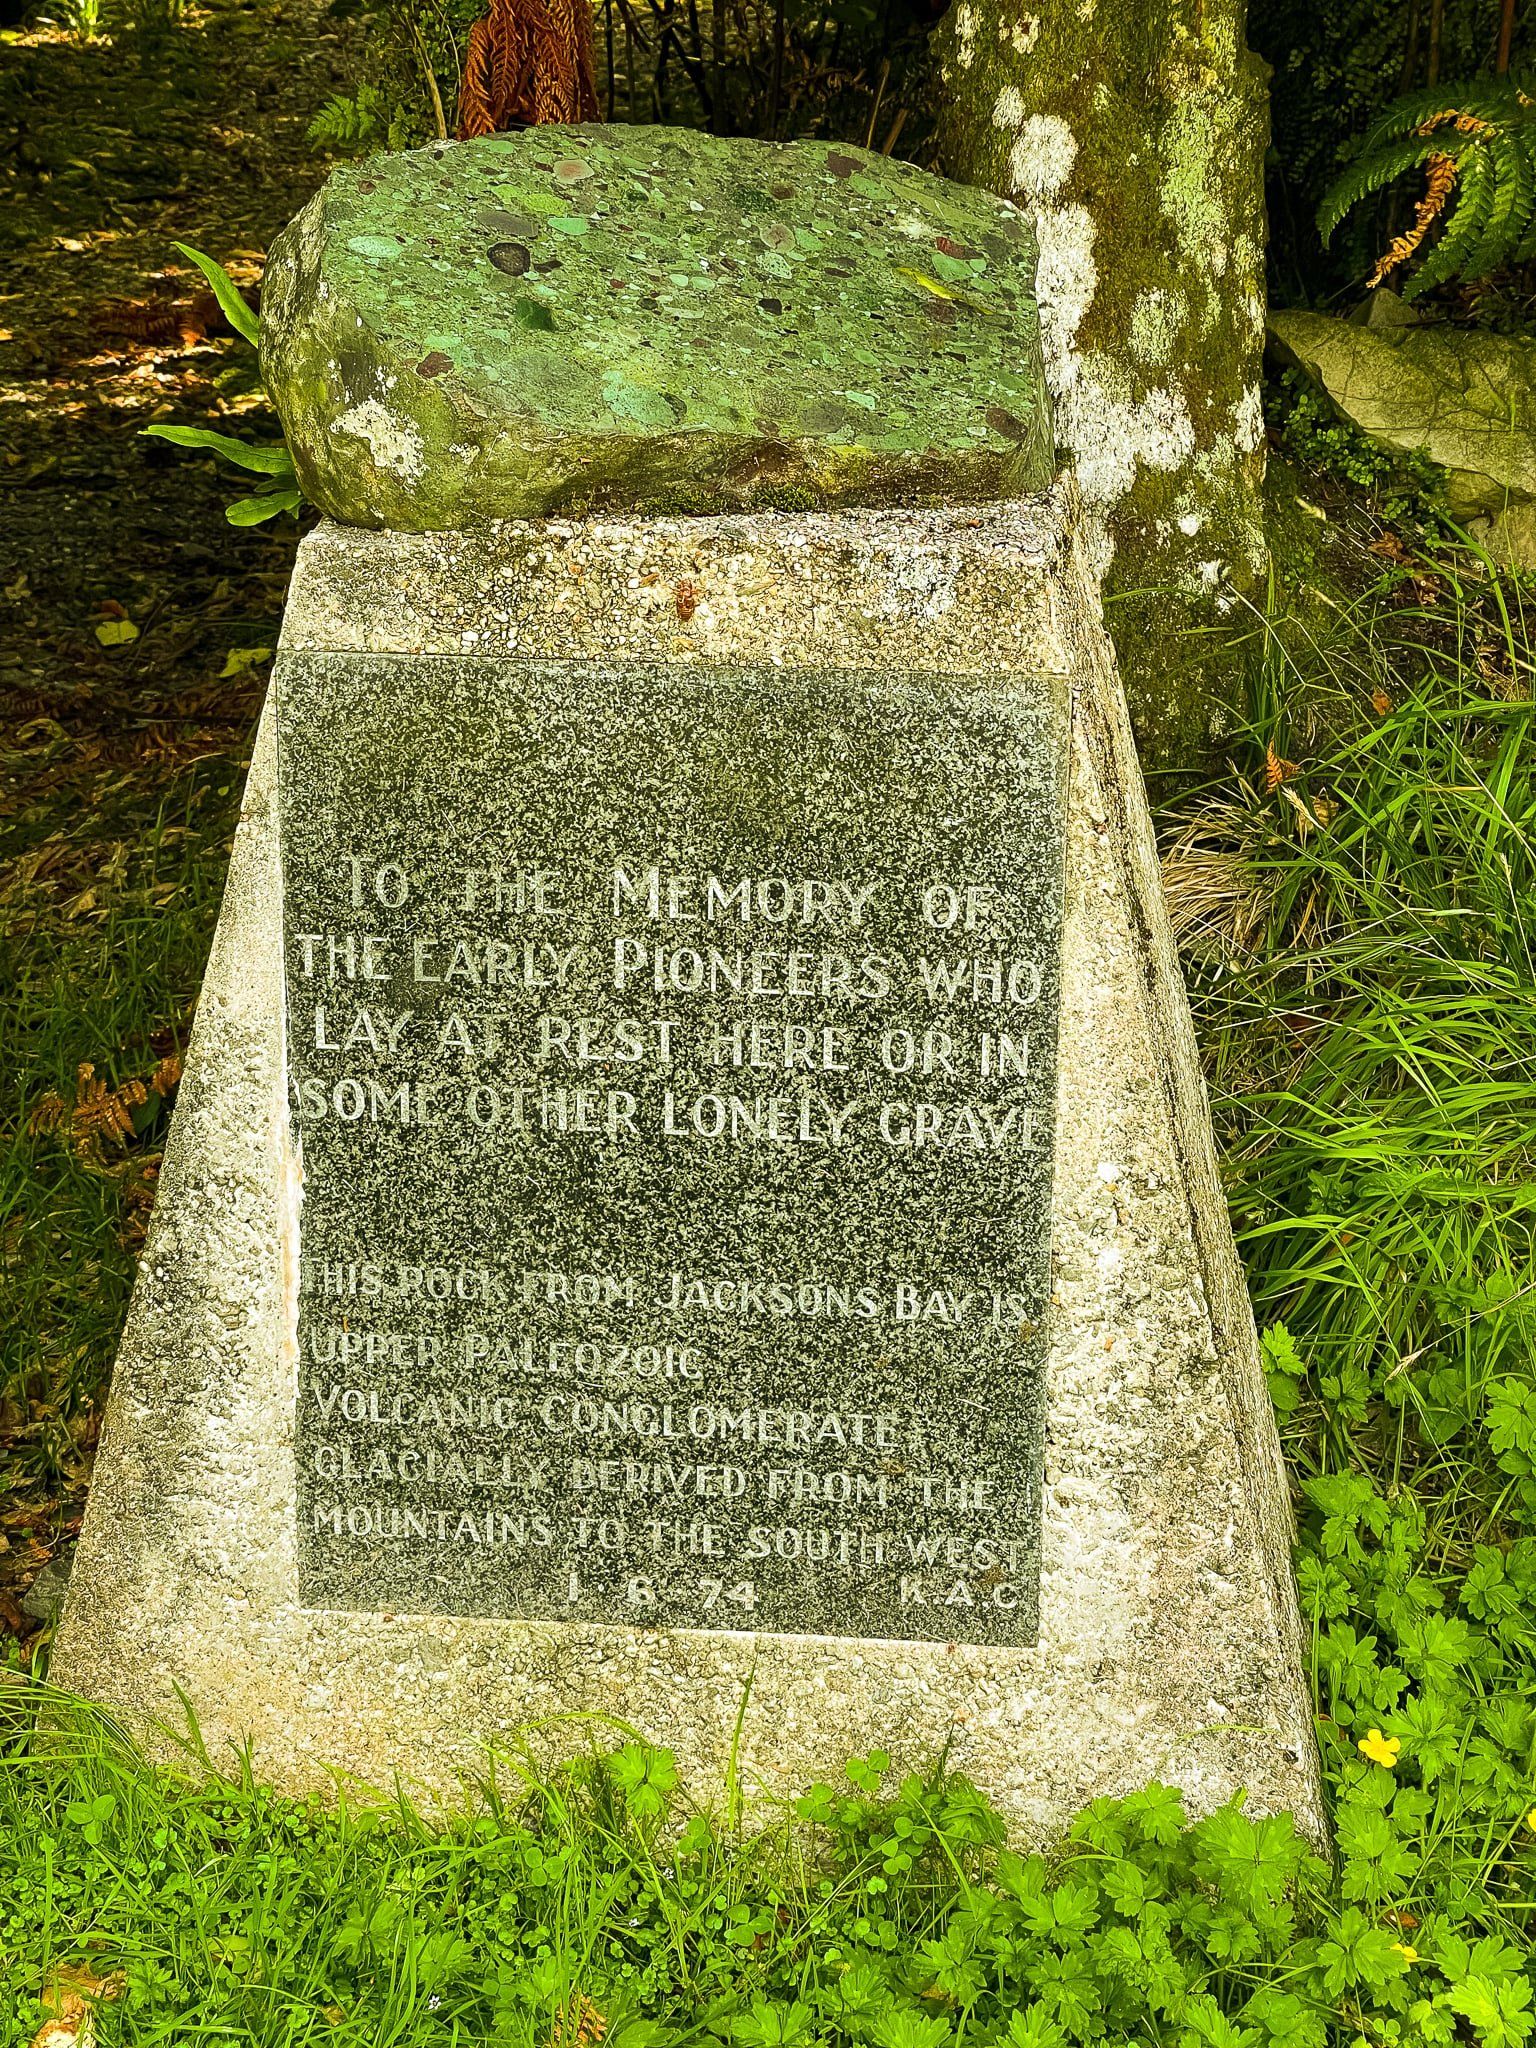 TO THE MEMORY OF
THE EARLY PIONEERS WHO
LAY AT REST HERE OR IN
SOME OTHER LONELY GRAVE
THIS ROCK FROM JACKSONS BAY IS
UPPER PALEOZOIC
VOLCANIC CONGLOMERATE
GLACIALLY DERIVED FROM THE
MOUNTAINS TO THE SOUTH WEST
1·6·74 K.A.C